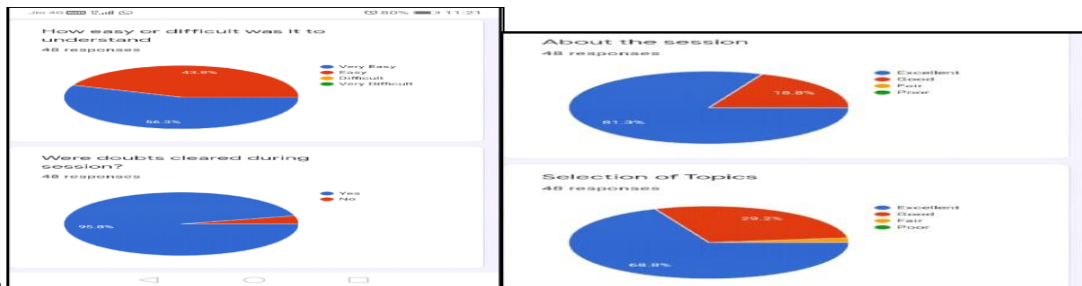 Jio 4G 11:21
80%
How easy or difficult was it to
understand
48 responses
Very Easy
Easy
Difficult
Very Difficult
43.8%
56.3%
Were doubts cleared during
session?
48 responses
Yes
No
95.8%
About the session
48 responses
Excellent
Good
Fair
Poor
18.8%
81.3%
Selection of Topics
48 responses
Excellent
Good
Fair
Poor
29.2%
68.8%